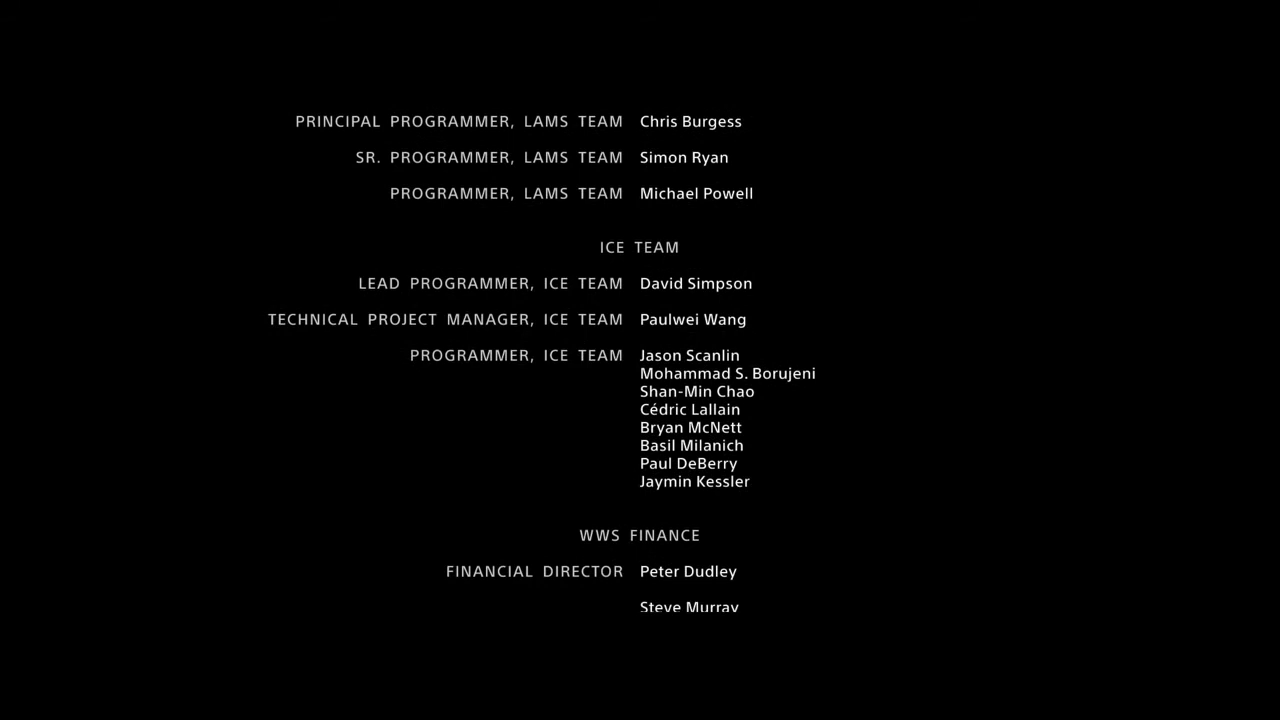 PRINCIPAL PROGRAMMER, LAMS TEAM Chris Burgess
SR. PROGRAMMER, LAMS TEAM Simon Ryan
PROGRAMMER, LAMS TEAM Michael Powell
ICE TEAM
LEAD PROGRAMMER, ICE TEAM David Simpson
TECHNICAL PROJECT MANAGER, ICE TEAM Paulwei Wang
PROGRAMMER, ICE TEAM Jason Scanlin
Mohammad S. Borujeni
Shan-Min Chao
Cédric Lallain
Bryan McNett
Basil Milanich
Paul DeBerry
Jaymin Kessler
WWS FINANCE
FINANCIAL DIRECTOR Peter Dudley
Steve Murray